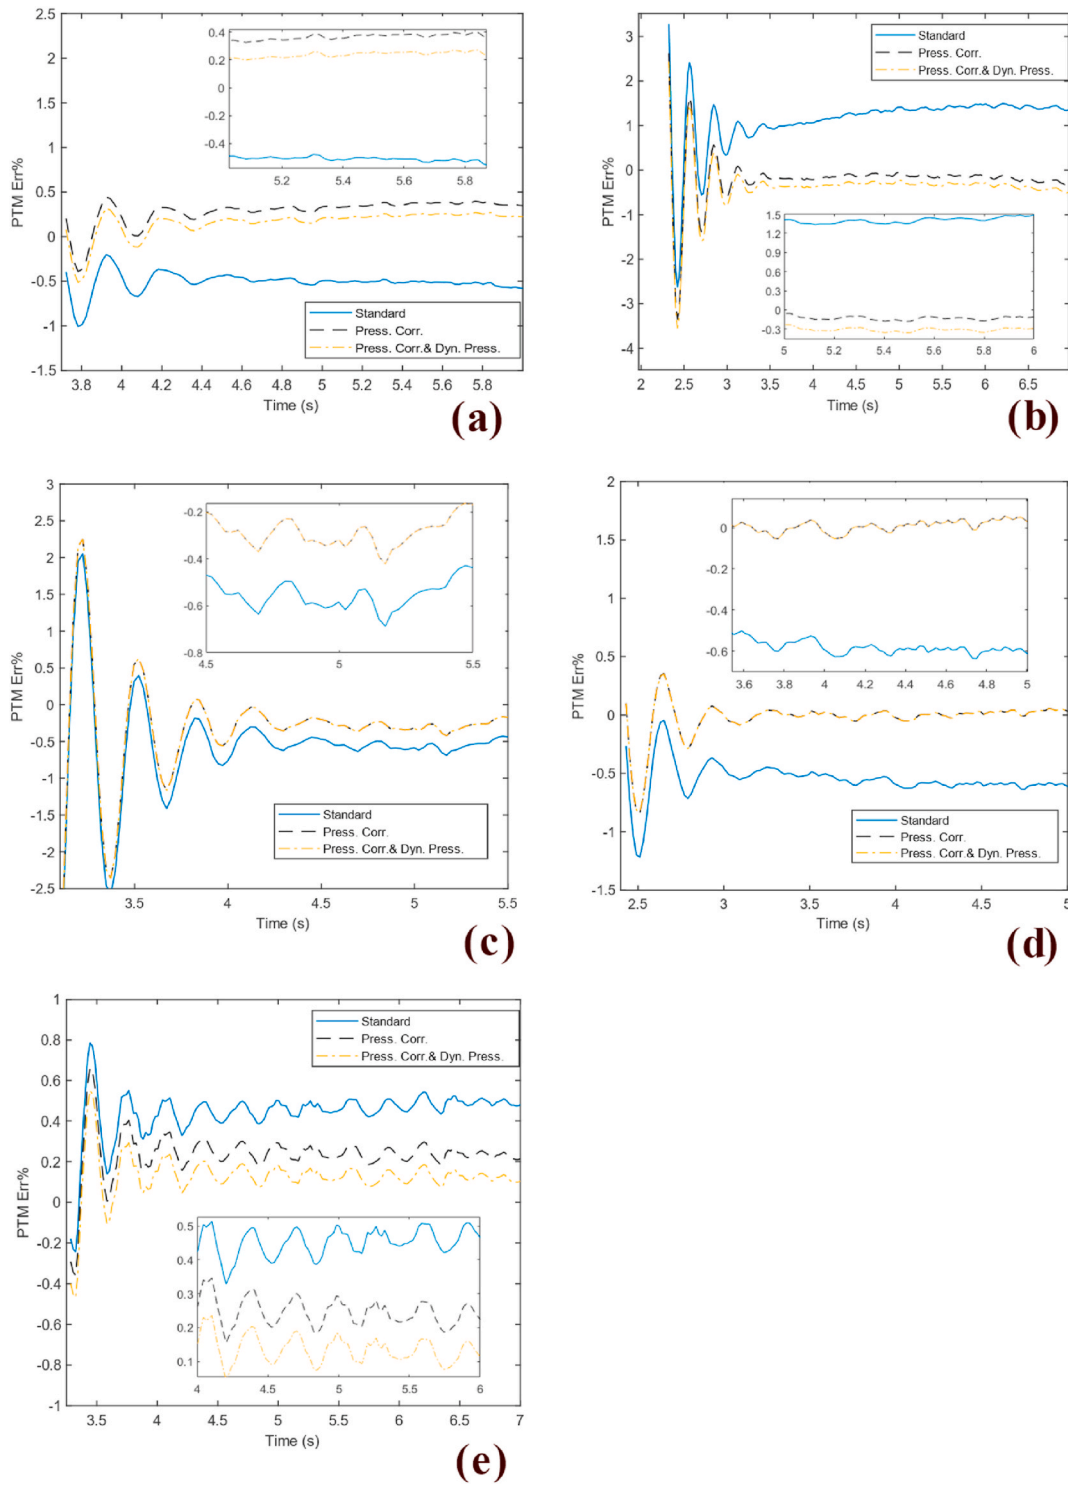 2.5
2
1.5
1
0.5
0
-0.5
-1
-1.5
PTM Err%
0.4
0.2
0
-0.2
-0.4
5.2 5.4 5.6 5.8
Standard
Press. Corr.
Press. Corr.& Dyn. Press.
3.8 4 4.2 4.4 4.6 4.8 5 5.2 5.4 5.6 5.8
Time (s)
(a)
3
2
1
0
-1
-2
-3
-4
PTM Err%
Standard
Press. Corr.
Press. Corr.& Dyn. Press.
1.5
1.2
0.9
0.6
0.3
0
-0.3
5 5.2 5.4 5.6 5.8 6
2 2.5 3 3.5 4 4.5 5 5.5 6 6.5
Time (s)
(b)
3
2.5
2
1.5
1
0.5
0
-0.5
-1
-1.5
-2
-2.5
PTM Err%
-0.2
-0.4
-0.6
-0.8
4.5 5 5.5
Standard
Press. Corr.
Press. Corr.& Dyn. Press.
3.5 4 4.5 5 5.5
Time (s)
(c)
2
1.5
1
0.5
0
-0.5
-1
-1.5
PTM Err%
0
-0.2
-0.4
-0.6
3.6 3.8 4 4.2 4.4 4.6 4.8 5
Standard
Press. Corr.
Press. Corr.& Dyn. Press.
2.5 3 3.5 4 4.5 5
Time (s)
(d)
1
0.8
0.6
0.4
0.2
0
-0.2
-0.4
-0.6
-0.8
-1
PTM Err%
Standard
Press. Corr.
Press. Corr.& Dyn. Press.
0.5
0.4
0.3
0.2
0.1
4 4.5 5 5.5 6
3.5 4 4.5 5 5.5 6 6.5 7
Time (s)
(e)